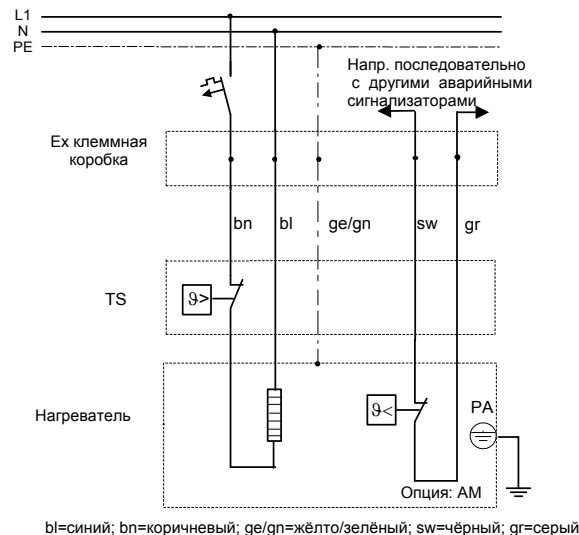 L1
N
PE
Напр. последовательно
с другими аварийными
сигнализаторами
Ex клеммная
коробка
bn
bl
ge/gn
sw
gr
TS
ϑ>
Нагреватель
ϑ<
PA
Опция: AM
bl=синий; bn=коричневый; ge/gn=жёлто/зелёный; sw=чёрный; gr=серый